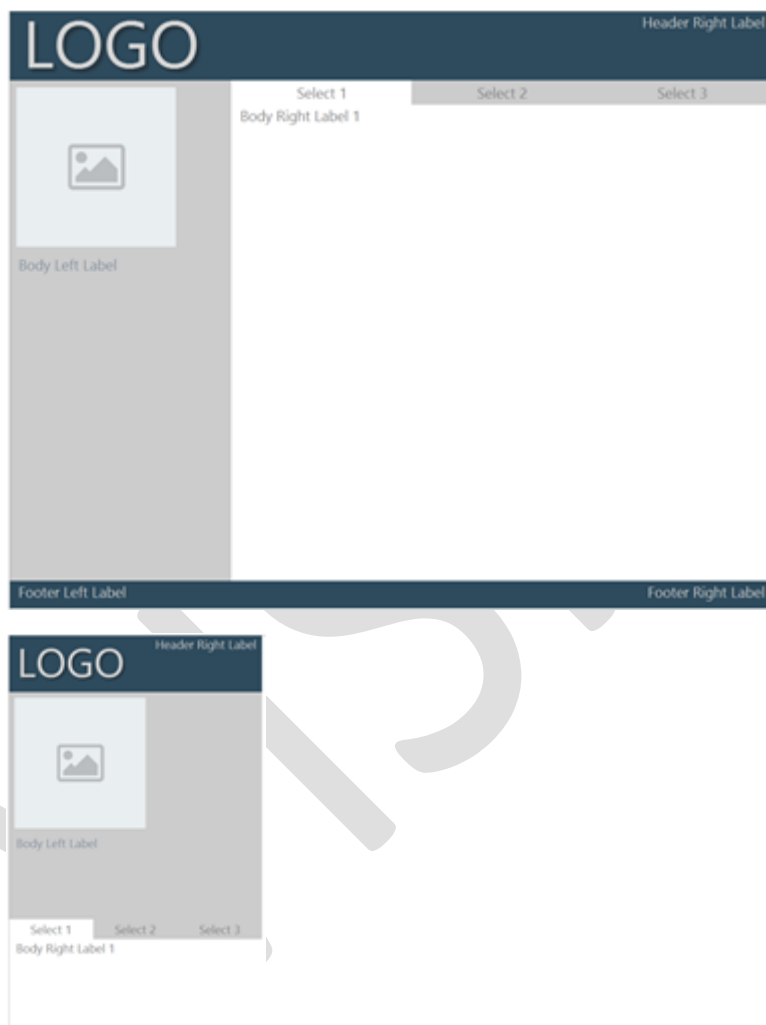 LOGO
Header Right Label
Select 1 Select 2 Select 3
Body Right Label 1
Body Left Label
Footer Left Label Footer Right Label
LOGO
Header Right Label
Body Left Label
Select 1 Select 2 Select 3
Body Right Label 1